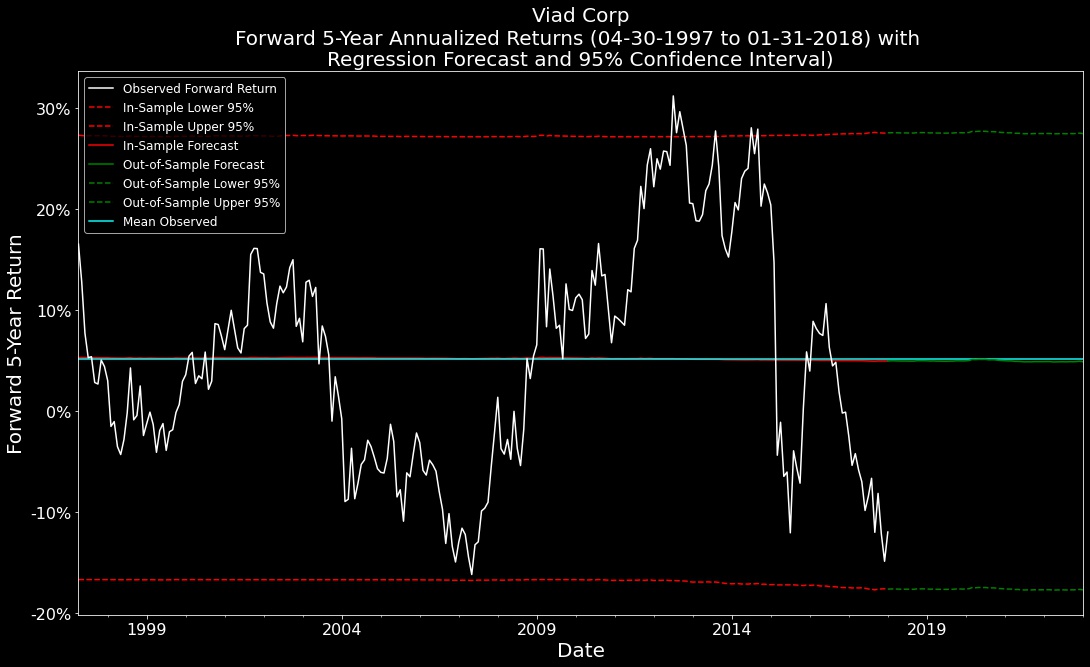 Viad Corp
Forward 5-Year Annualized Returns (04-30-1997 to 01-31-2018) with
Regression Forecast and 95% Confidence Interval)
Observed Forward Return
In-Sample Lower 95%
In-Sample Upper 95%
In-Sample Forecast
Out-of-Sample Forecast
Out-of-Sample Lower 95%
Out-of-Sample Upper 95%
Mean Observed
Forward 5-Year Return
30%
20%
10%
0%
-10%
-20%
1999
2004
2009
2014
2019
Date